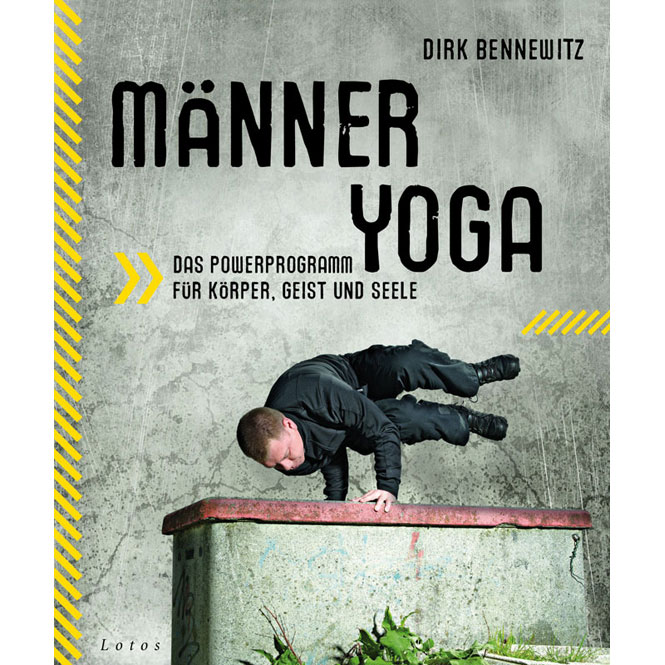 DIRK BENNEWITZ
MÄNNER
YOGA
DAS POWERPROGRAMM
FÜR KÖRPER, GEIST UND SEELE
Lotos